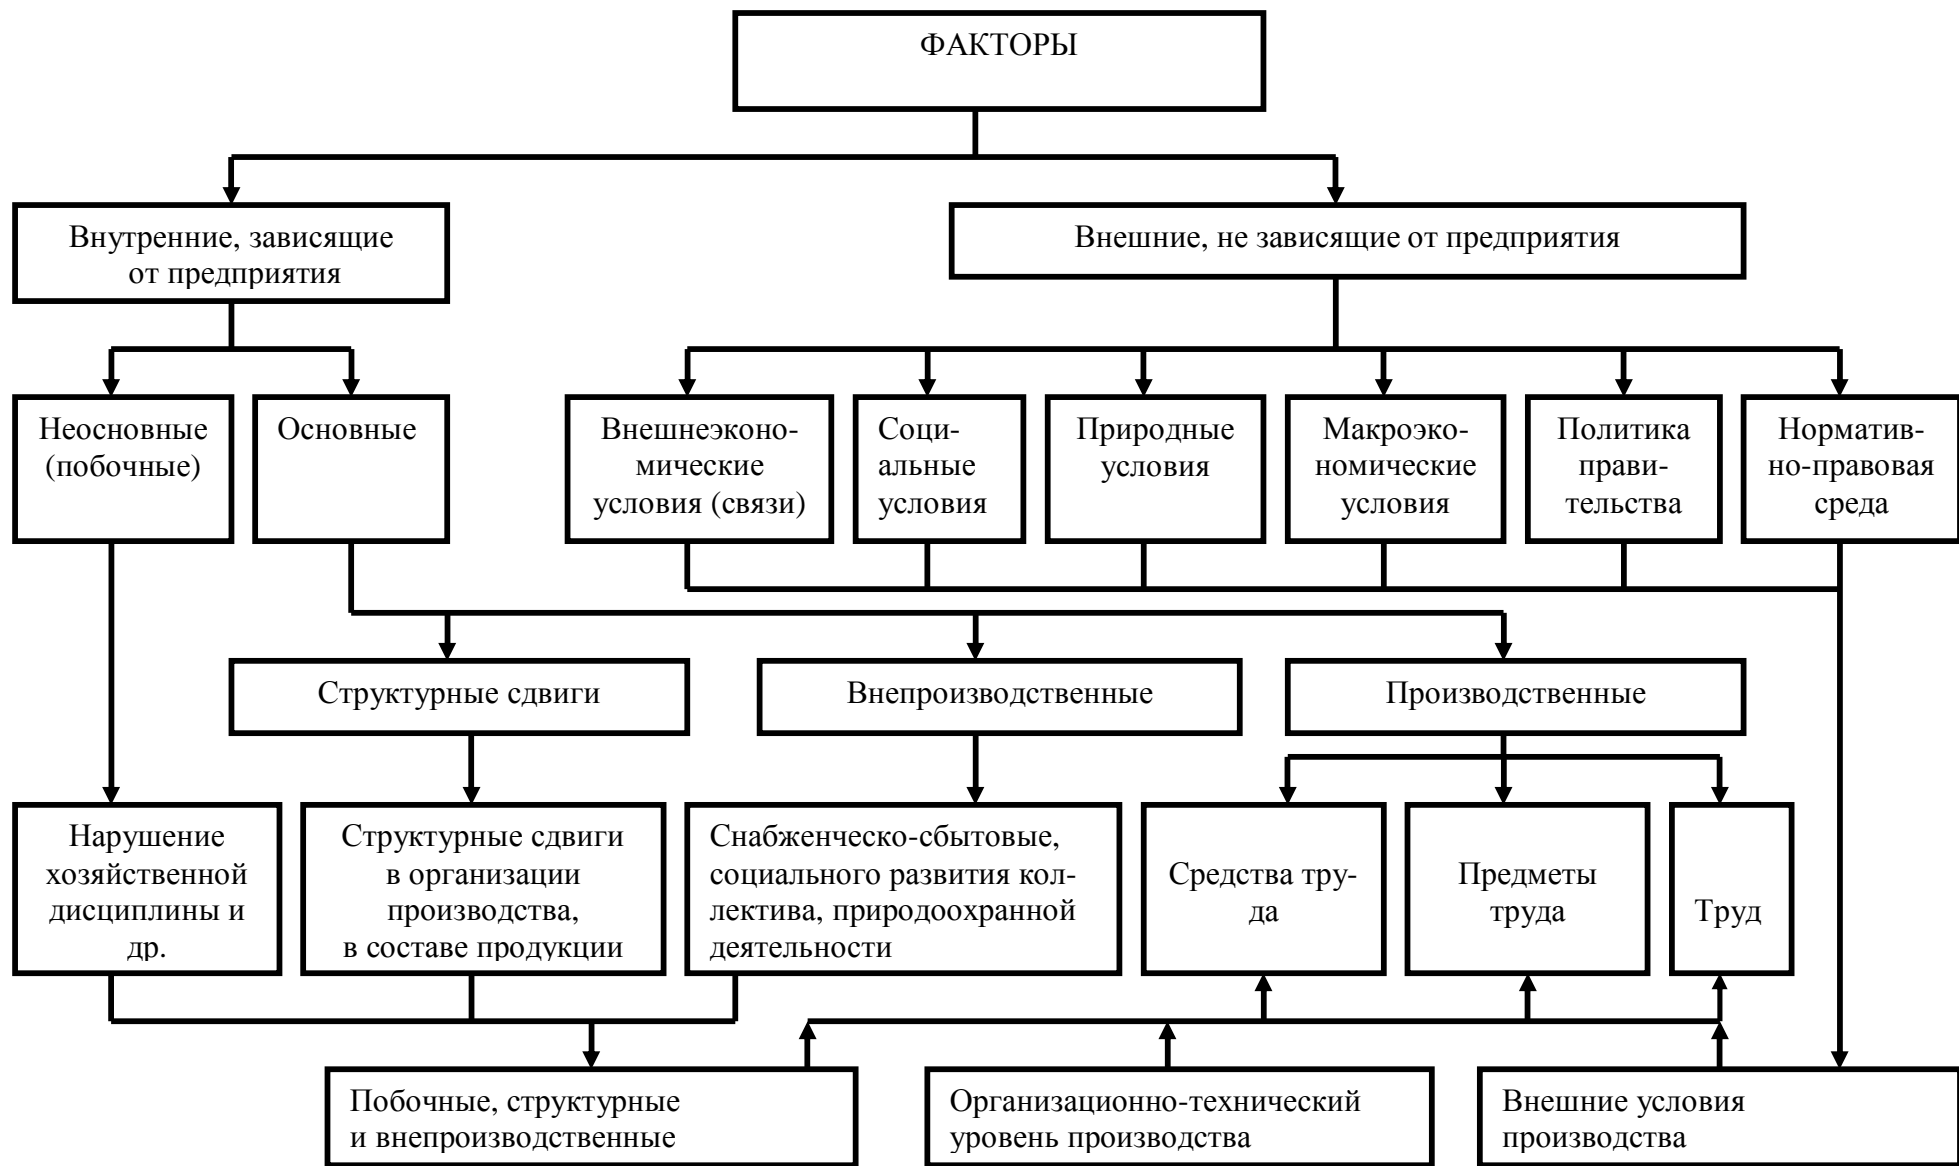 ФАКТОРЫ
Внутренние, зависящие
от предприятия
Внешние, не зависящие от предприятия
Неосновные
(побочные)
Основные
Внешнеэконо-
мические
условия (связи)
Соци-
альные
условия
Природные
условия
Макроэко-
номические
условия
Политика
прави-
тельства
Норматив-
но-правовая
среда
Структурные сдвиги
Внепроизводственные
Производственные
Нарушение
хозяйственной
дисциплины и
др.
Структурные сдвиги
в организации
производства,
в составе продукции
Снабженческо-сбытовые,
социального развития кол-
лектива, природоохранной
деятельности
Средства тру-
да
Предметы
труда
Труд
Побочные, структурные
и внепроизводственные
Организационно-технический
уровень производства
Внешние условия
производства